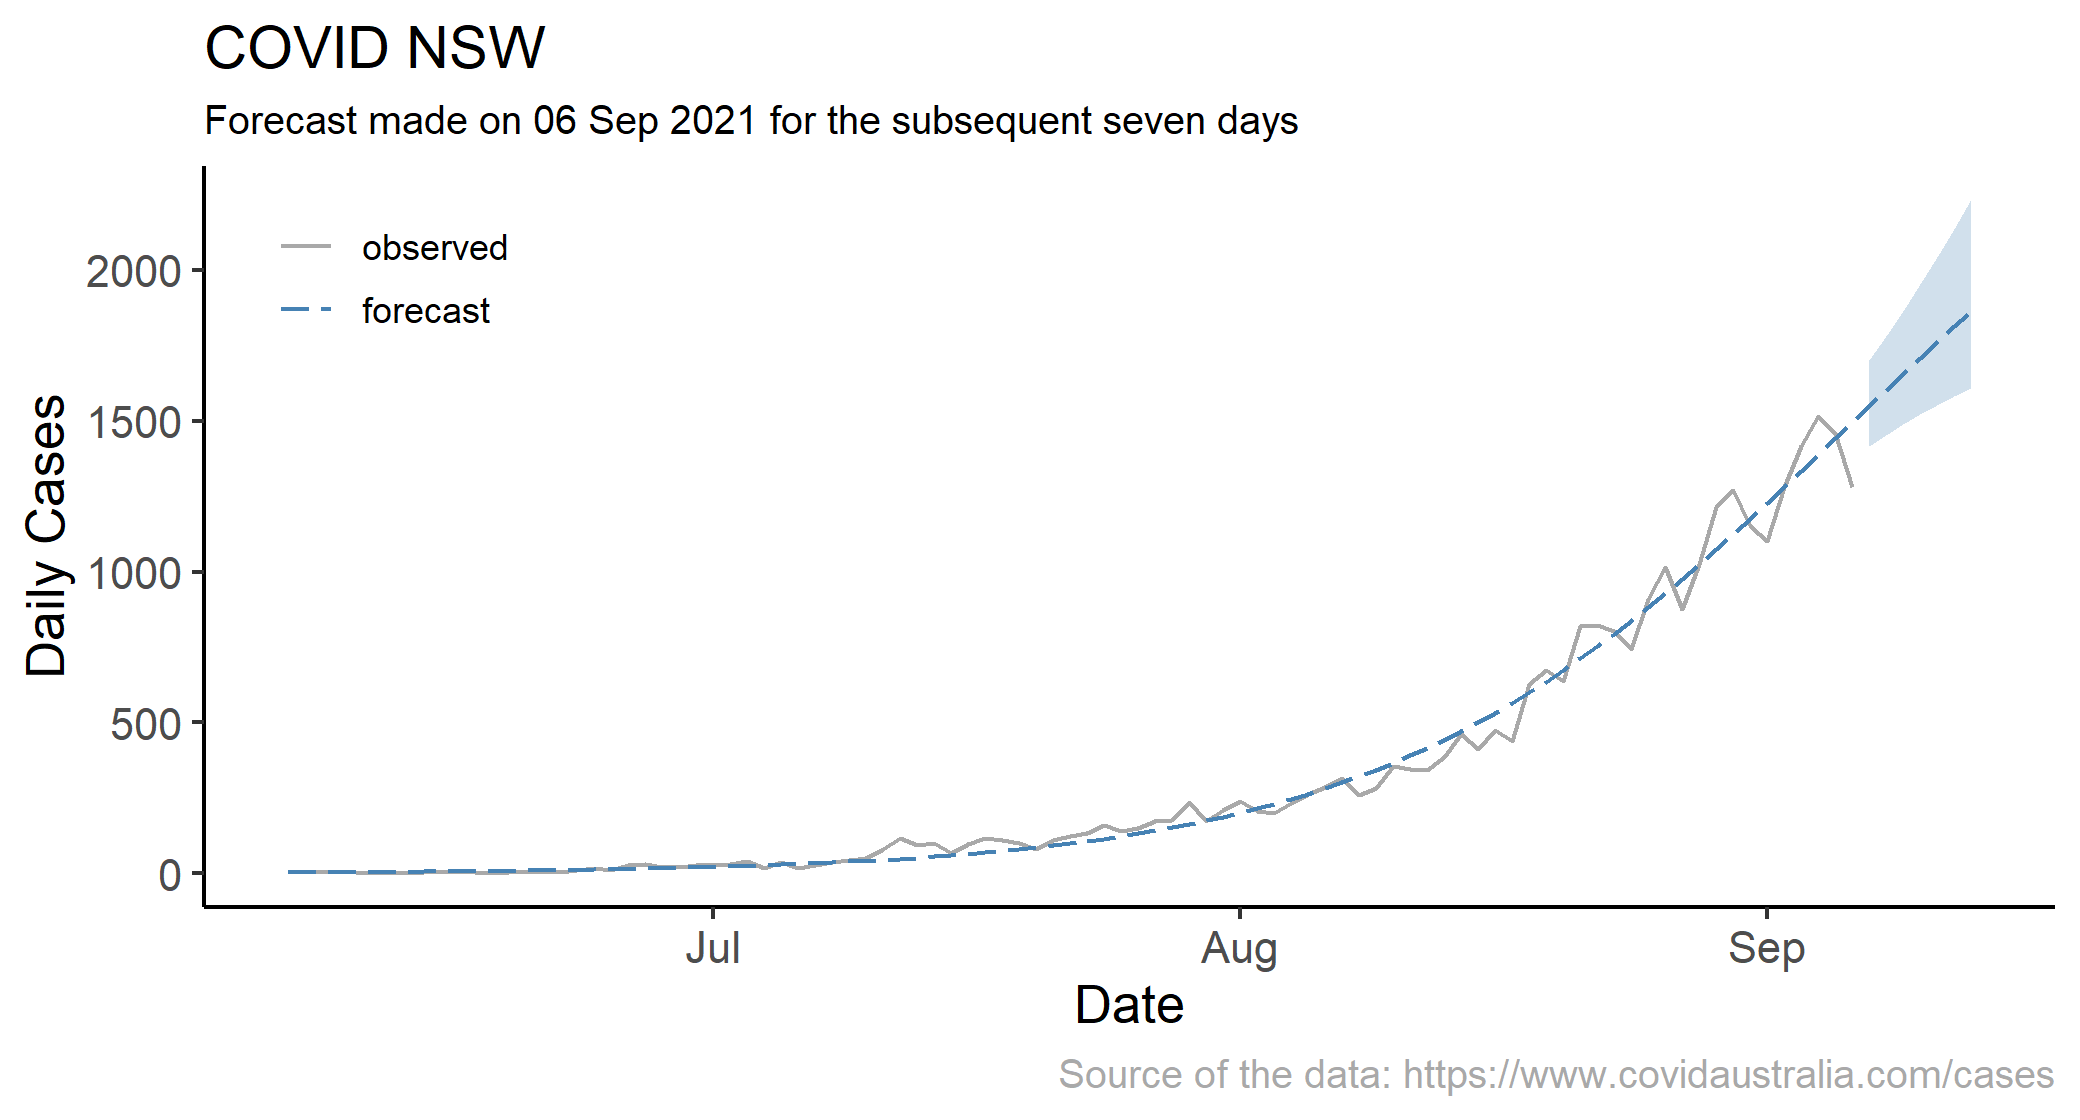 COVID NSW
Forecast made on 06 Sep 2021 for the subsequent seven days
observed
forecast
2000
1500
1000
500
0
Daily Cases
Jul
Aug
Sep
Date
Source of the data: https://www.covidaustralia.com/cases